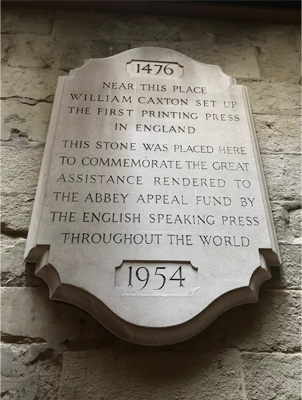 1476
NEAR THIS PLACE
WILLIAM CAXTON SET UP
THE FIRST PRINTING PRESS
IN ENGLAND
THIS STONE WAS PLACED HERE
TO COMMEMORATE THE GREAT
ASSISTANCE RENDERED TO
THE ABBEY APPEAL FUND BY
THE ENGLISH SPEAKING PRESS
THROUGHOUT THE WORLD
1954